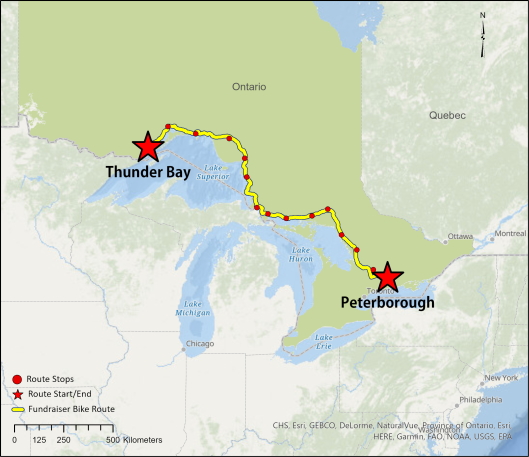 N
Ontario
Quebec
Thunder Bay
Lake
Superior
Ottawa
Montreal
Lake
Huron
Toronto
Peterborough
Lake
Michigan
Lake
Erie
Chicago
New York
Philadelphia
Washington
Route Stops
Route Start/End
Fundraiser Bike Route
0 125 250 500 Kilometers
CHS, Esri, GEBCO, DeLorme, NaturalVue, Province of Ontario, Esri,
HERE, Garmin, FAO, NOAA, USGS, EPA